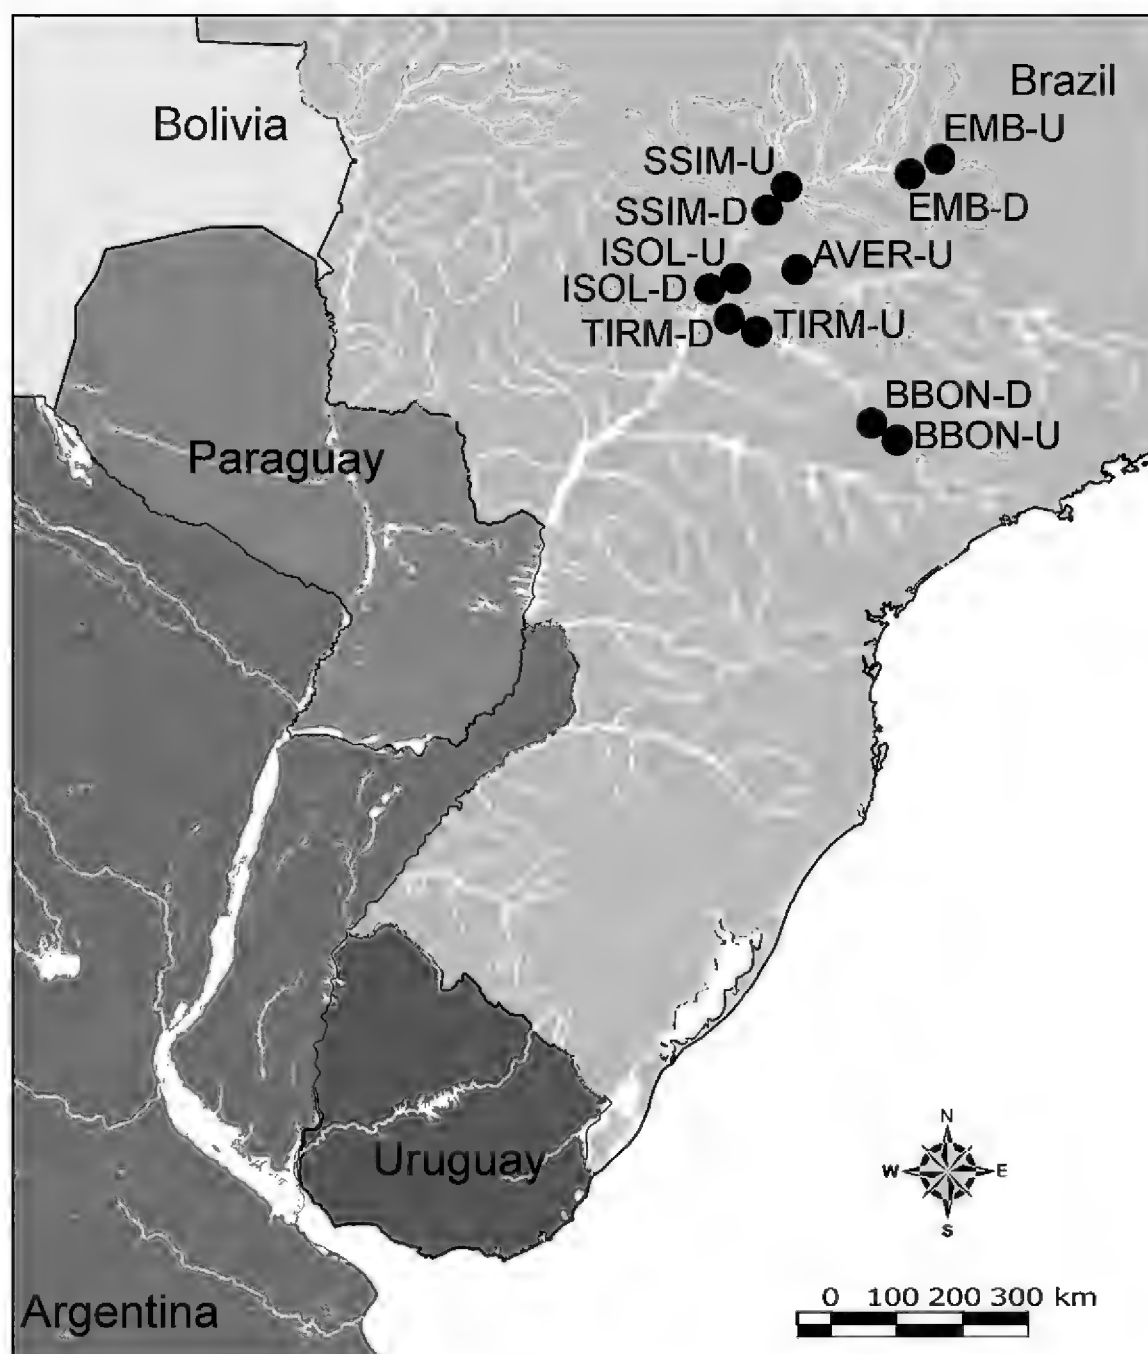 Brazil
Bolivia
EMB-U
SSIM-U
EMB-D
SSIM-D
ISOL-U
AVER-U
ISOL-D
TIRM-D
TIRM-U
BBON-D
BBON-U
Paraguay
N
W
E
S
Uruguay
0 100 200 300 km
Argentina